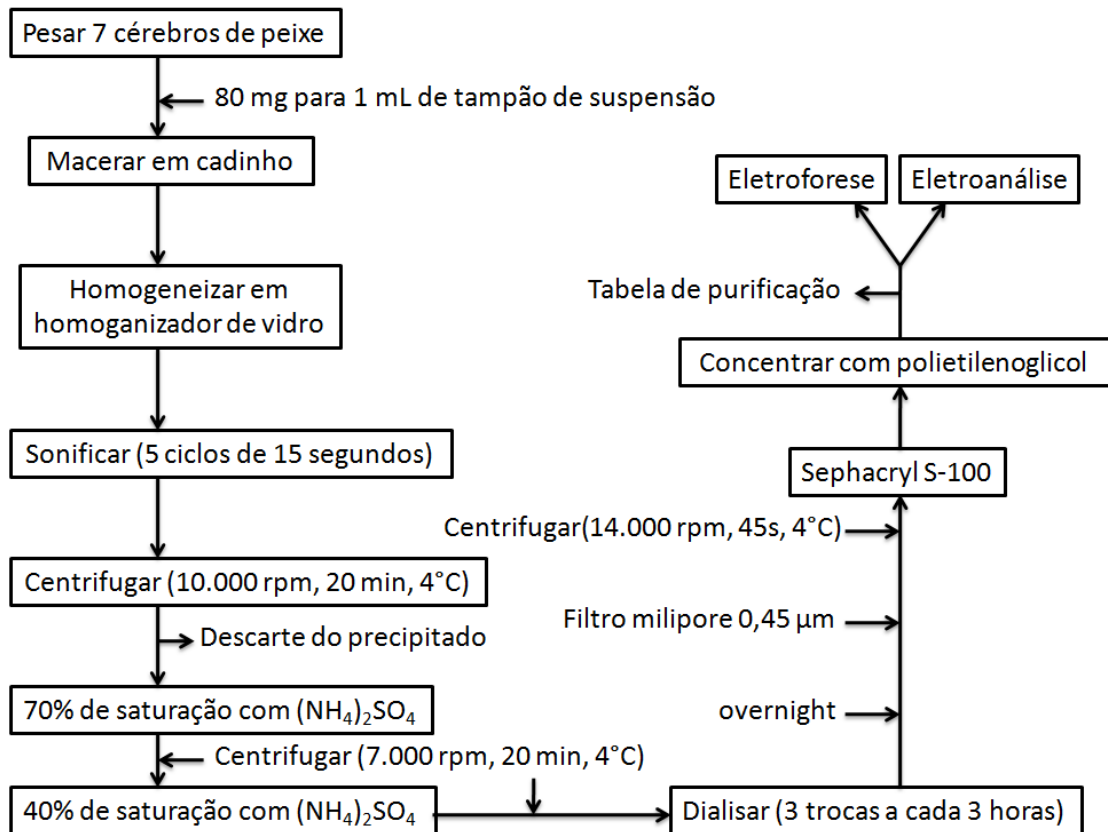 Pesar 7 cérebros de peixe
80 mg para 1 mL de tampão de suspensão
Macerar em cadinho
Homogeneizar em
homoganizador de vidro
Sonificar (5 ciclos de 15 segundos)
Centrifugar (10.000 rpm, 20 min, 4°C)
Descarte do precipitado
70% de saturação com (NH₄)₂SO₄
Centrifugar (7.000 rpm, 20 min, 4°C)
40% de saturação com (NH₄)₂SO₄
Dialisar (3 trocas a cada 3 horas)
overnight
Filtro milipore 0,45 µm
Centrifugar(14.000 rpm, 45s, 4°C)
Sephacryl S-100
Concentrar com polietilenoglicol
Tabela de purificação
Eletroforese
Eletroanálise